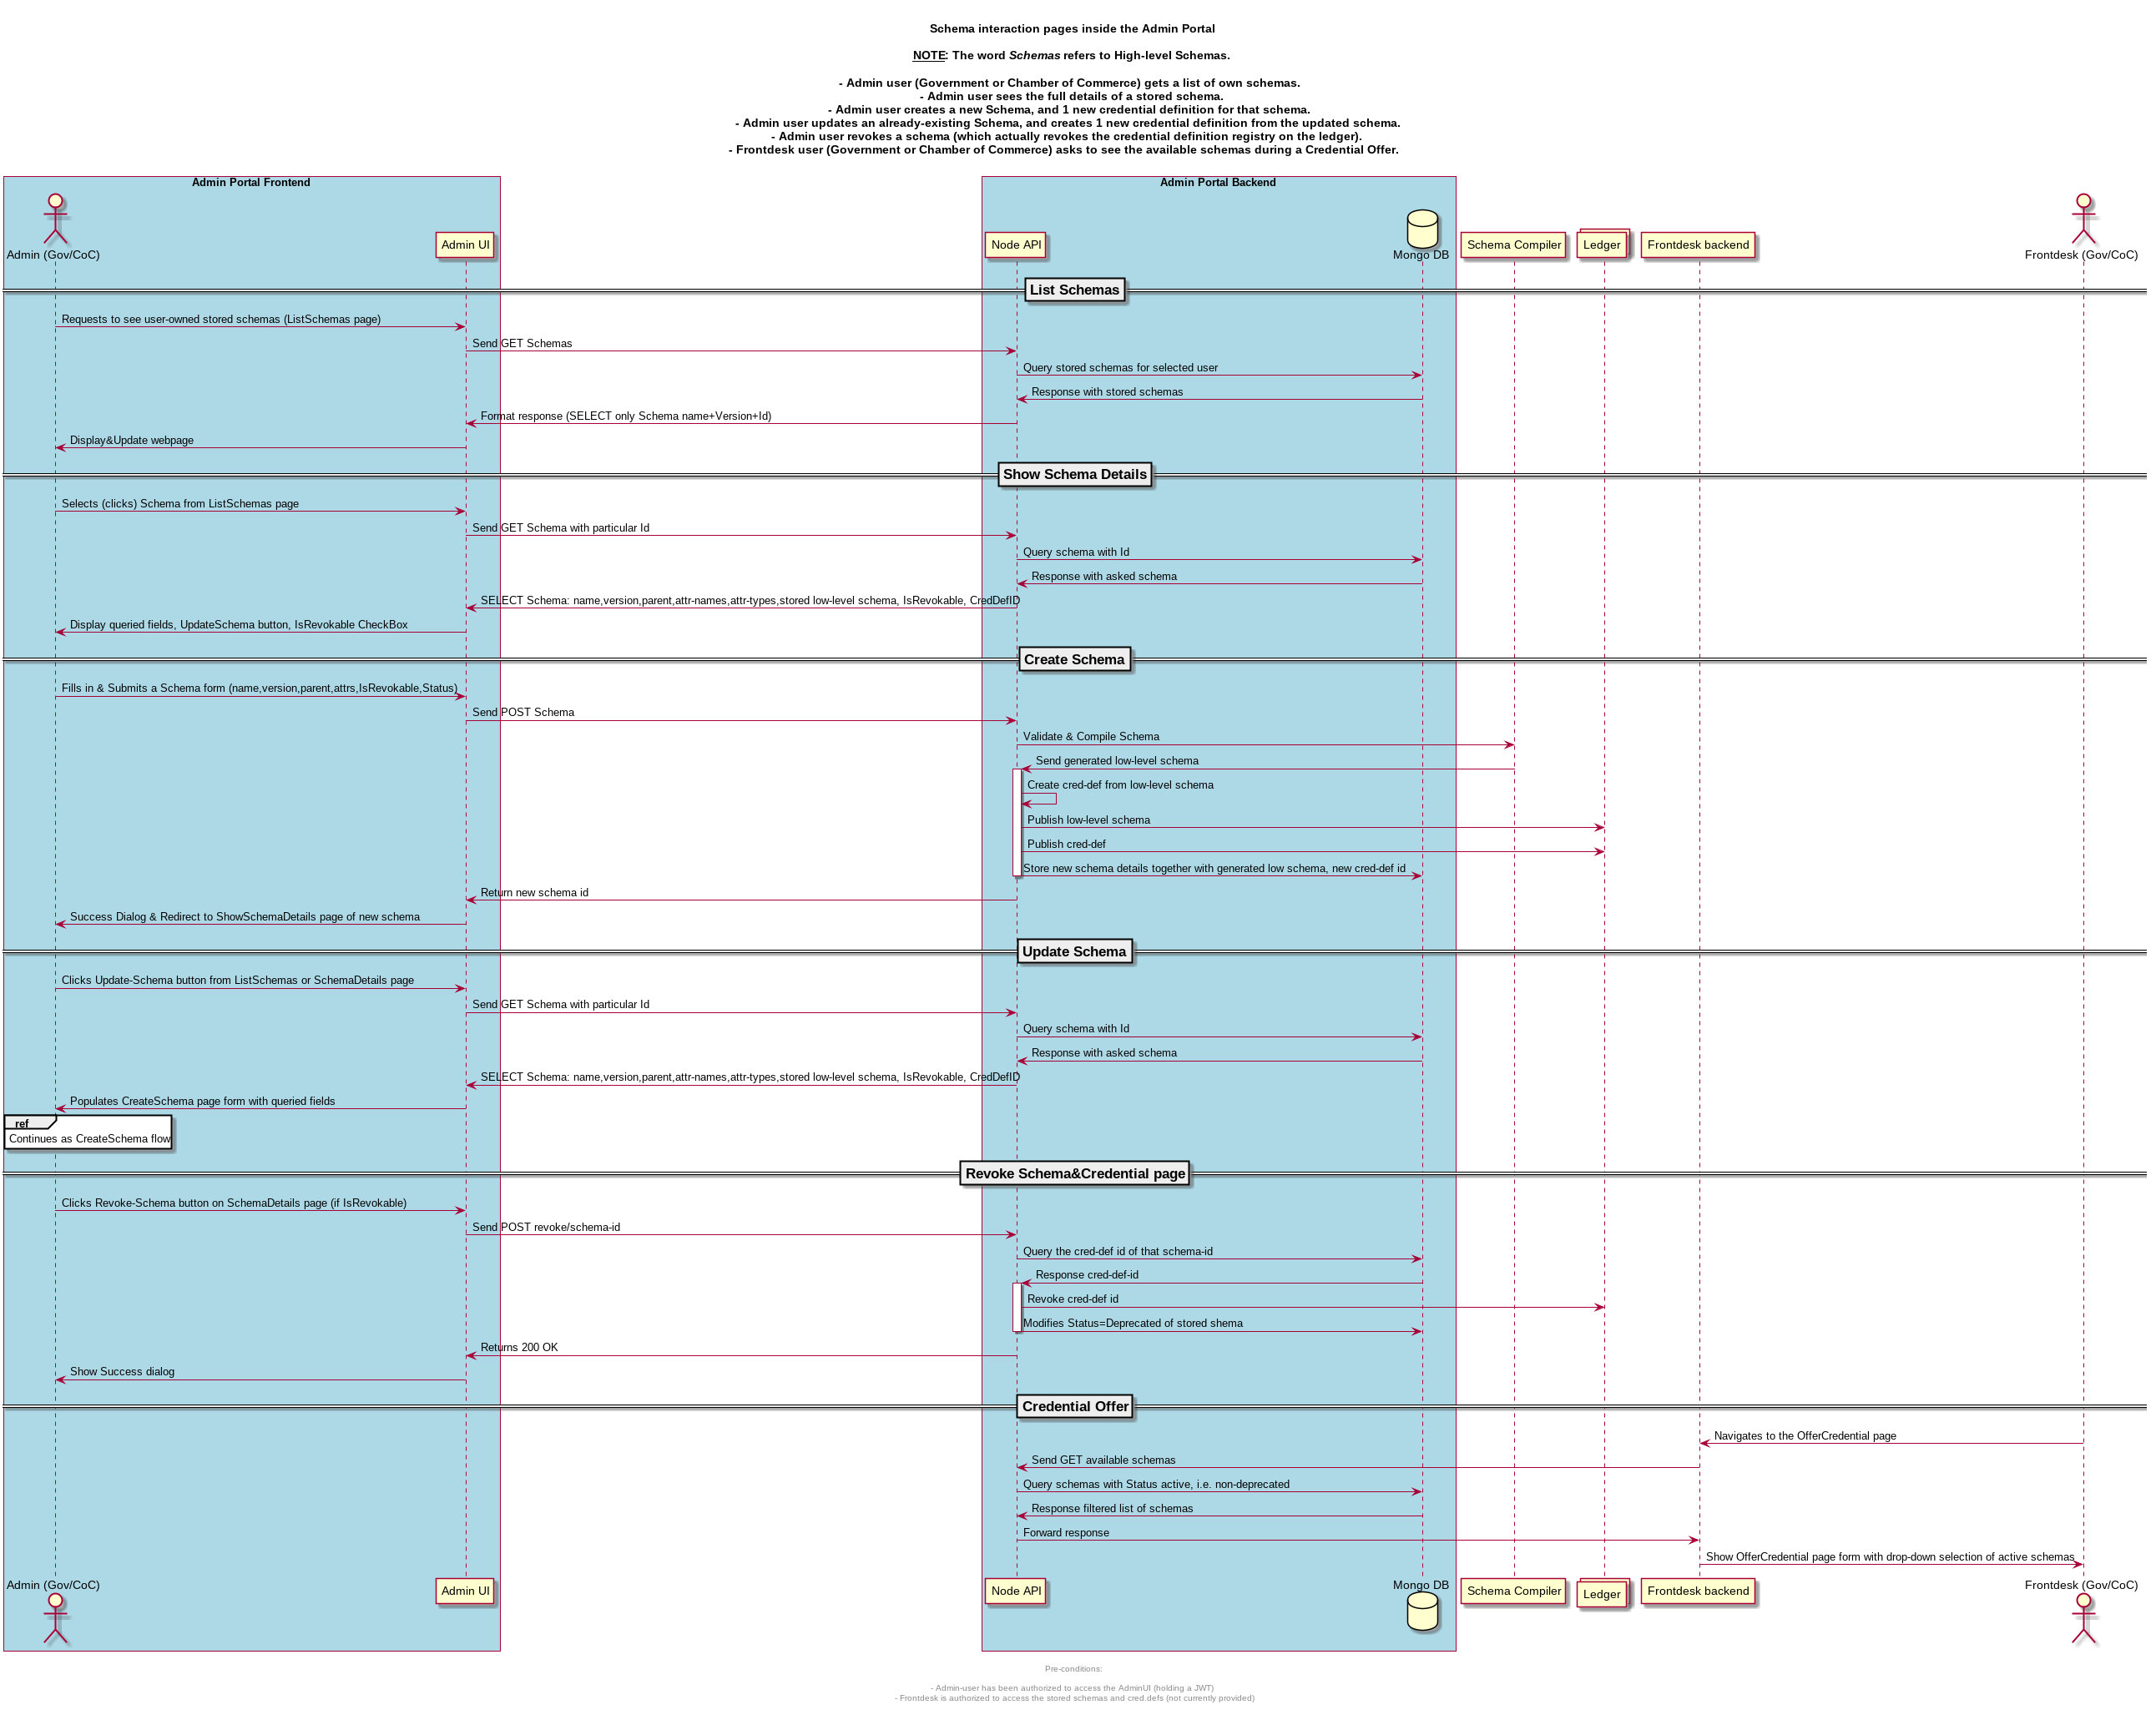 Schema interaction pages inside the Admin Portal
NOTE: The word Schemas refers to High-level Schemas.
- Admin user (Government or Chamber of Commerce) gets a list of own schemas.
- Admin user sees the full details of a stored schema.
- Admin user creates a new Schema, and 1 new credential definition for that schema.
- Admin user updates an already-existing Schema, and creates 1 new credential definition from the updated schema.
- Admin user revokes a schema (which actually revokes the credential definition registry on the ledger).
- Frontdesk user (Government or Chamber of Commerce) asks to see the available schemas during a Credential Offer.
Admin Portal Frontend
Admin Portal Backend
Admin (Gov/CoC)
Admin UI
Node API
Mongo DB
Schema Compiler
Ledger
Frontdesk backend
Frontdesk (Gov/CoC)
List Schemas
Requests to see user-owned stored schemas (ListSchemas page)
Send GET Schemas
Query stored schemas for selected user
Response with stored schemas
Format response (SELECT only Schema name+Version+Id)
Display&Update webpage
Show Schema Details
Selects (clicks) Schema from ListSchemas page
Send GET Schema with particular Id
Query schema with Id
Response with asked schema
SELECT Schema: name,version,parent,attr-names,attr-types,stored low-level schema, IsRevokable, CredDefID
Display queried fields, UpdateSchema button, IsRevokable CheckBox
Create Schema
Fills in & Submits a Schema form (name,version,parent,attrs,IsRevokable,Status)
Send POST Schema
Validate & Compile Schema
Send generated low-level schema
Create cred-def from low-level schema
Publish low-level schema
Publish cred-def
Store new schema details together with generated low schema, new cred-def id
Return new schema id
Success Dialog & Redirect to ShowSchemaDetails page of new schema
Update Schema
Clicks Update-Schema button from ListSchemas or SchemaDetails page
Send GET Schema with particular Id
Query schema with Id
Response with asked schema
SELECT Schema: name,version,parent,attr-names,attr-types,stored low-level schema, IsRevokable, CredDefID
Populates CreateSchema page form with queried fields
ref
Continues as CreateSchema flow
Revoke Schema&Credential page
Clicks Revoke-Schema button on SchemaDetails page (if IsRevokable)
Send POST revoke/schema-id
Query the cred-def id of that schema-id
Response cred-def-id
Revoke cred-def id
Modifies Status=Deprecated of stored shema
Returns 200 OK
Show Success dialog
Credential Offer
Navigates to the OfferCredential page
Send GET available schemas
Query schemas with Status active, i.e. non-deprecated
Response filtered list of schemas
Forward response
Show OfferCredential page form with drop-down selection of active schemas
Admin (Gov/CoC)
Admin UI
Node API
Mongo DB
Schema Compiler
Ledger
Frontdesk backend
Frontdesk (Gov/CoC)
Pre-conditions:
- Admin-user has been authorized to access the AdminUI (holding a JWT)
- Frontdesk is authorized to access the stored schemas and cred.defs (not currently provided)